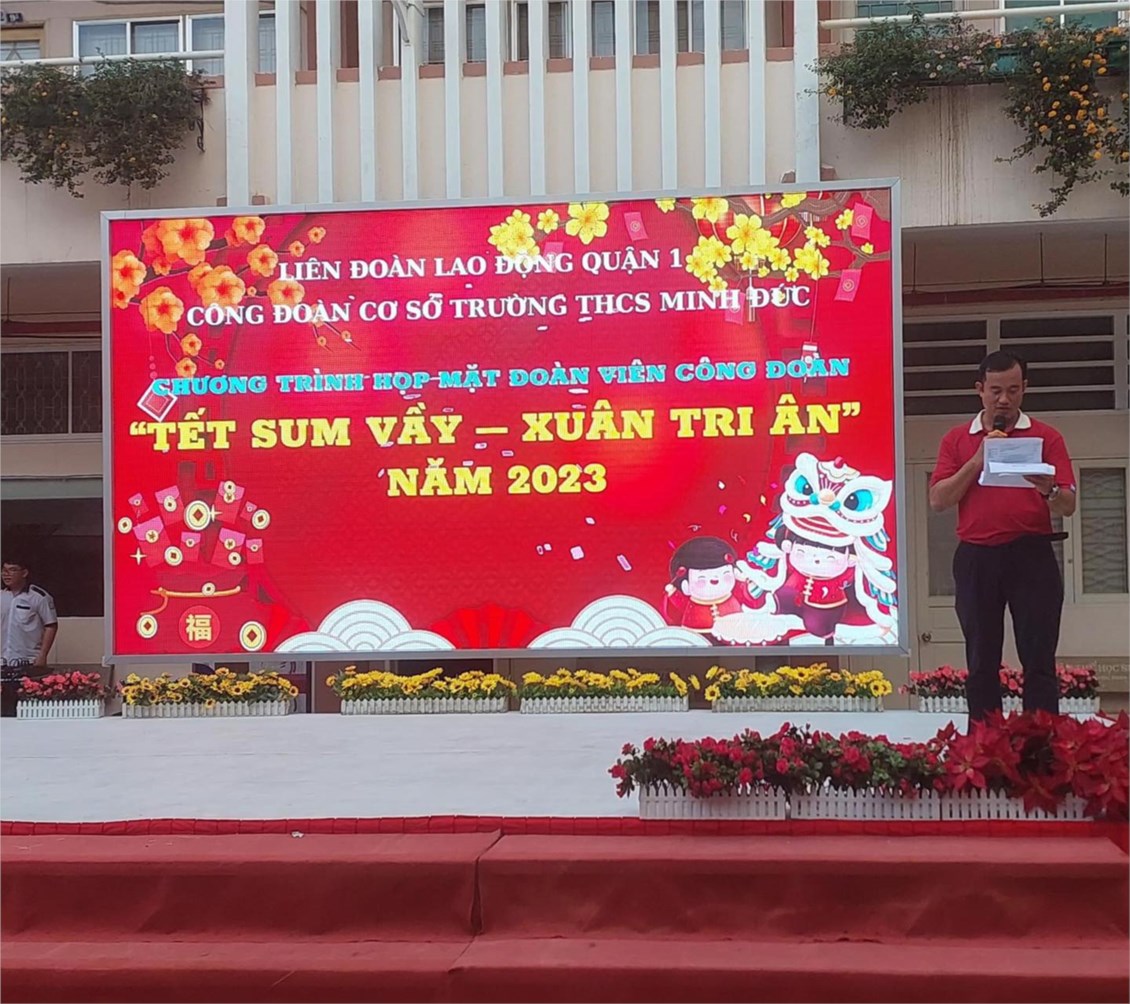 LIÊN ĐOÀN LAO ĐỘNG QUẬN 1
CÔNG ĐOÀN CƠ SỞ TRƯỜNG THCS MINH ĐỨC
CHƯƠNG TRÌNH HỌP MẶT ĐOÀN VIÊN CÔNG ĐOÀN
“TẾT SUM VẦY – XUÂN TRI ÂN”
NĂM 2023
福